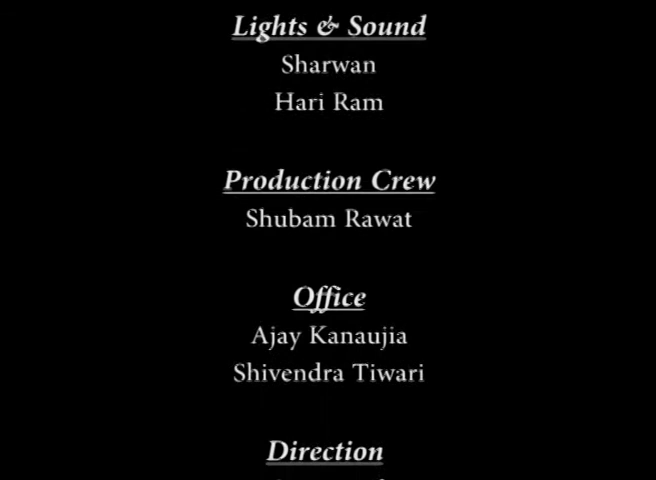 Lights & Sound
Sharwan
Hari Ram
Production Crew
Shubam Rawat
Office
Ajay Kanaujia
Shivendra Tiwari
Direction